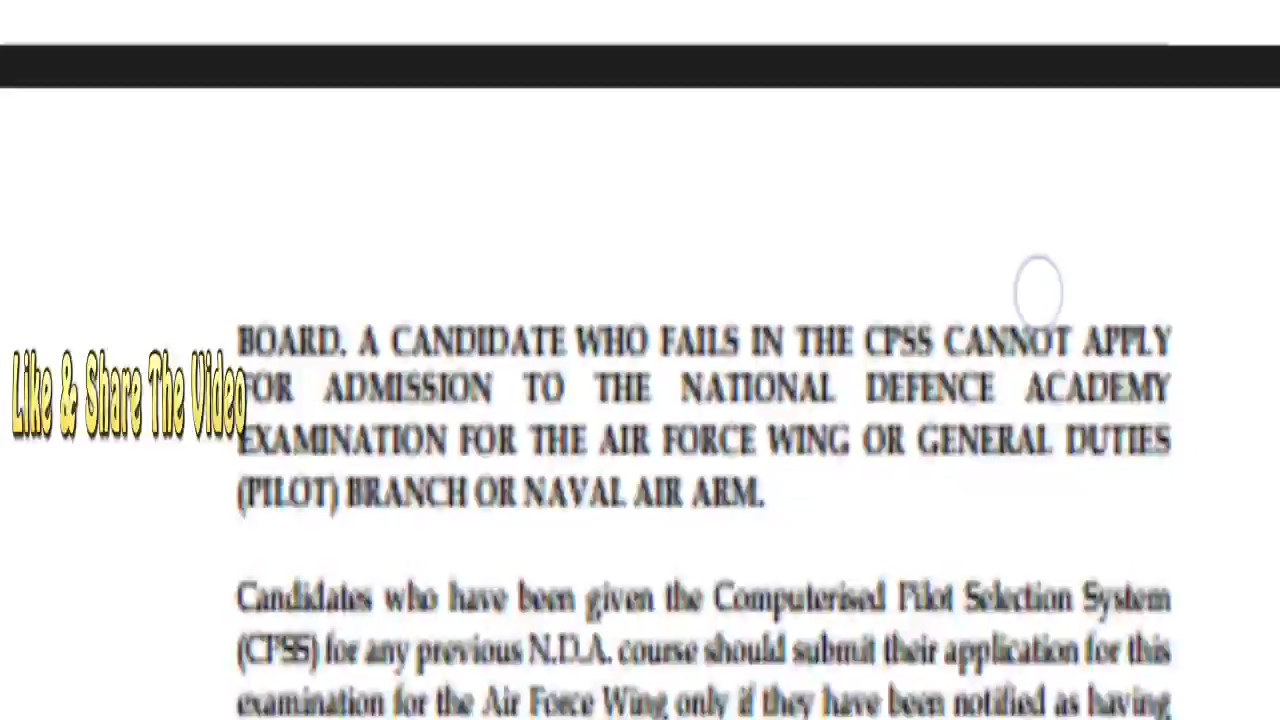 BOARD. A CANDIDATE WHO FAILS IN THE CPSS CANNOT APPLY
Like & Share The Video
FOR ADMISSION TO THE NATIONAL DEFENCE ACADEMY
EXAMINATION FOR THE AIR FORCE WING OR GENERAL DUTIES
(PILOT) BRANCH OR NAVAL AIR ARM.
Candidates who have been given the Computerised Pilot Selection System
(CPSS) for any previous N.D.A. course should submit their application for this
examination for the Air Force Wing only if they have been notified as having